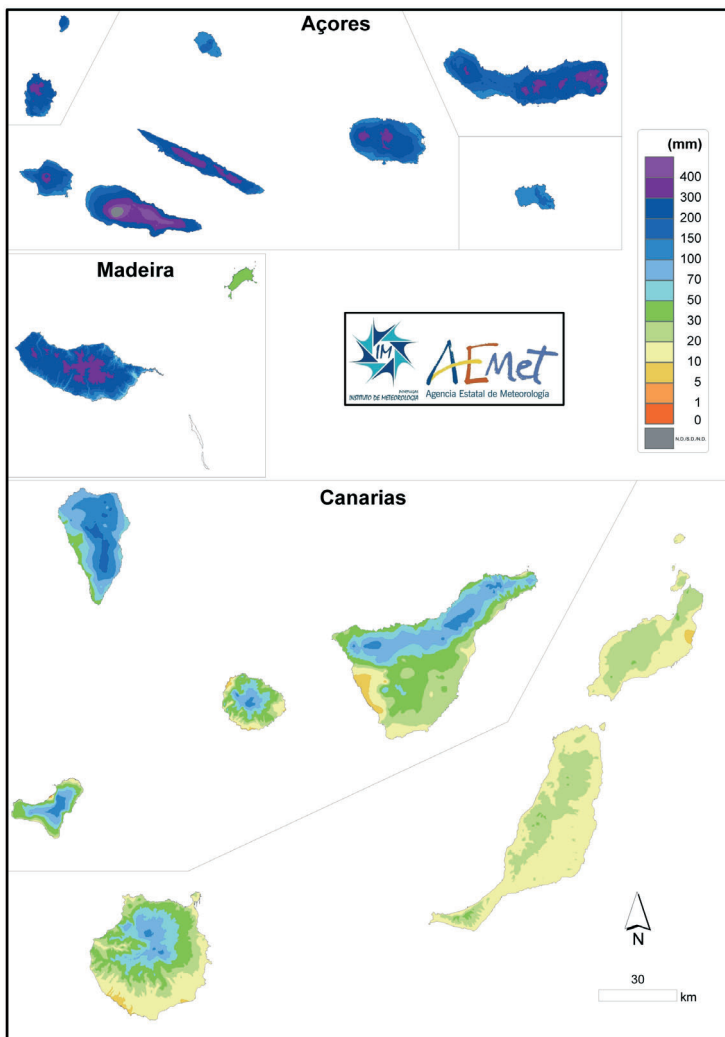 Açores
(mm)
400
300
200
150
100
70
50
30
20
10
5
1
0
N.D./S.D./N.D.
Madeira
IM
INSTITUTO DE METEOROLOGIA
AEMet
Agencia Estatal de Meteorología
Canarias
N
30
km